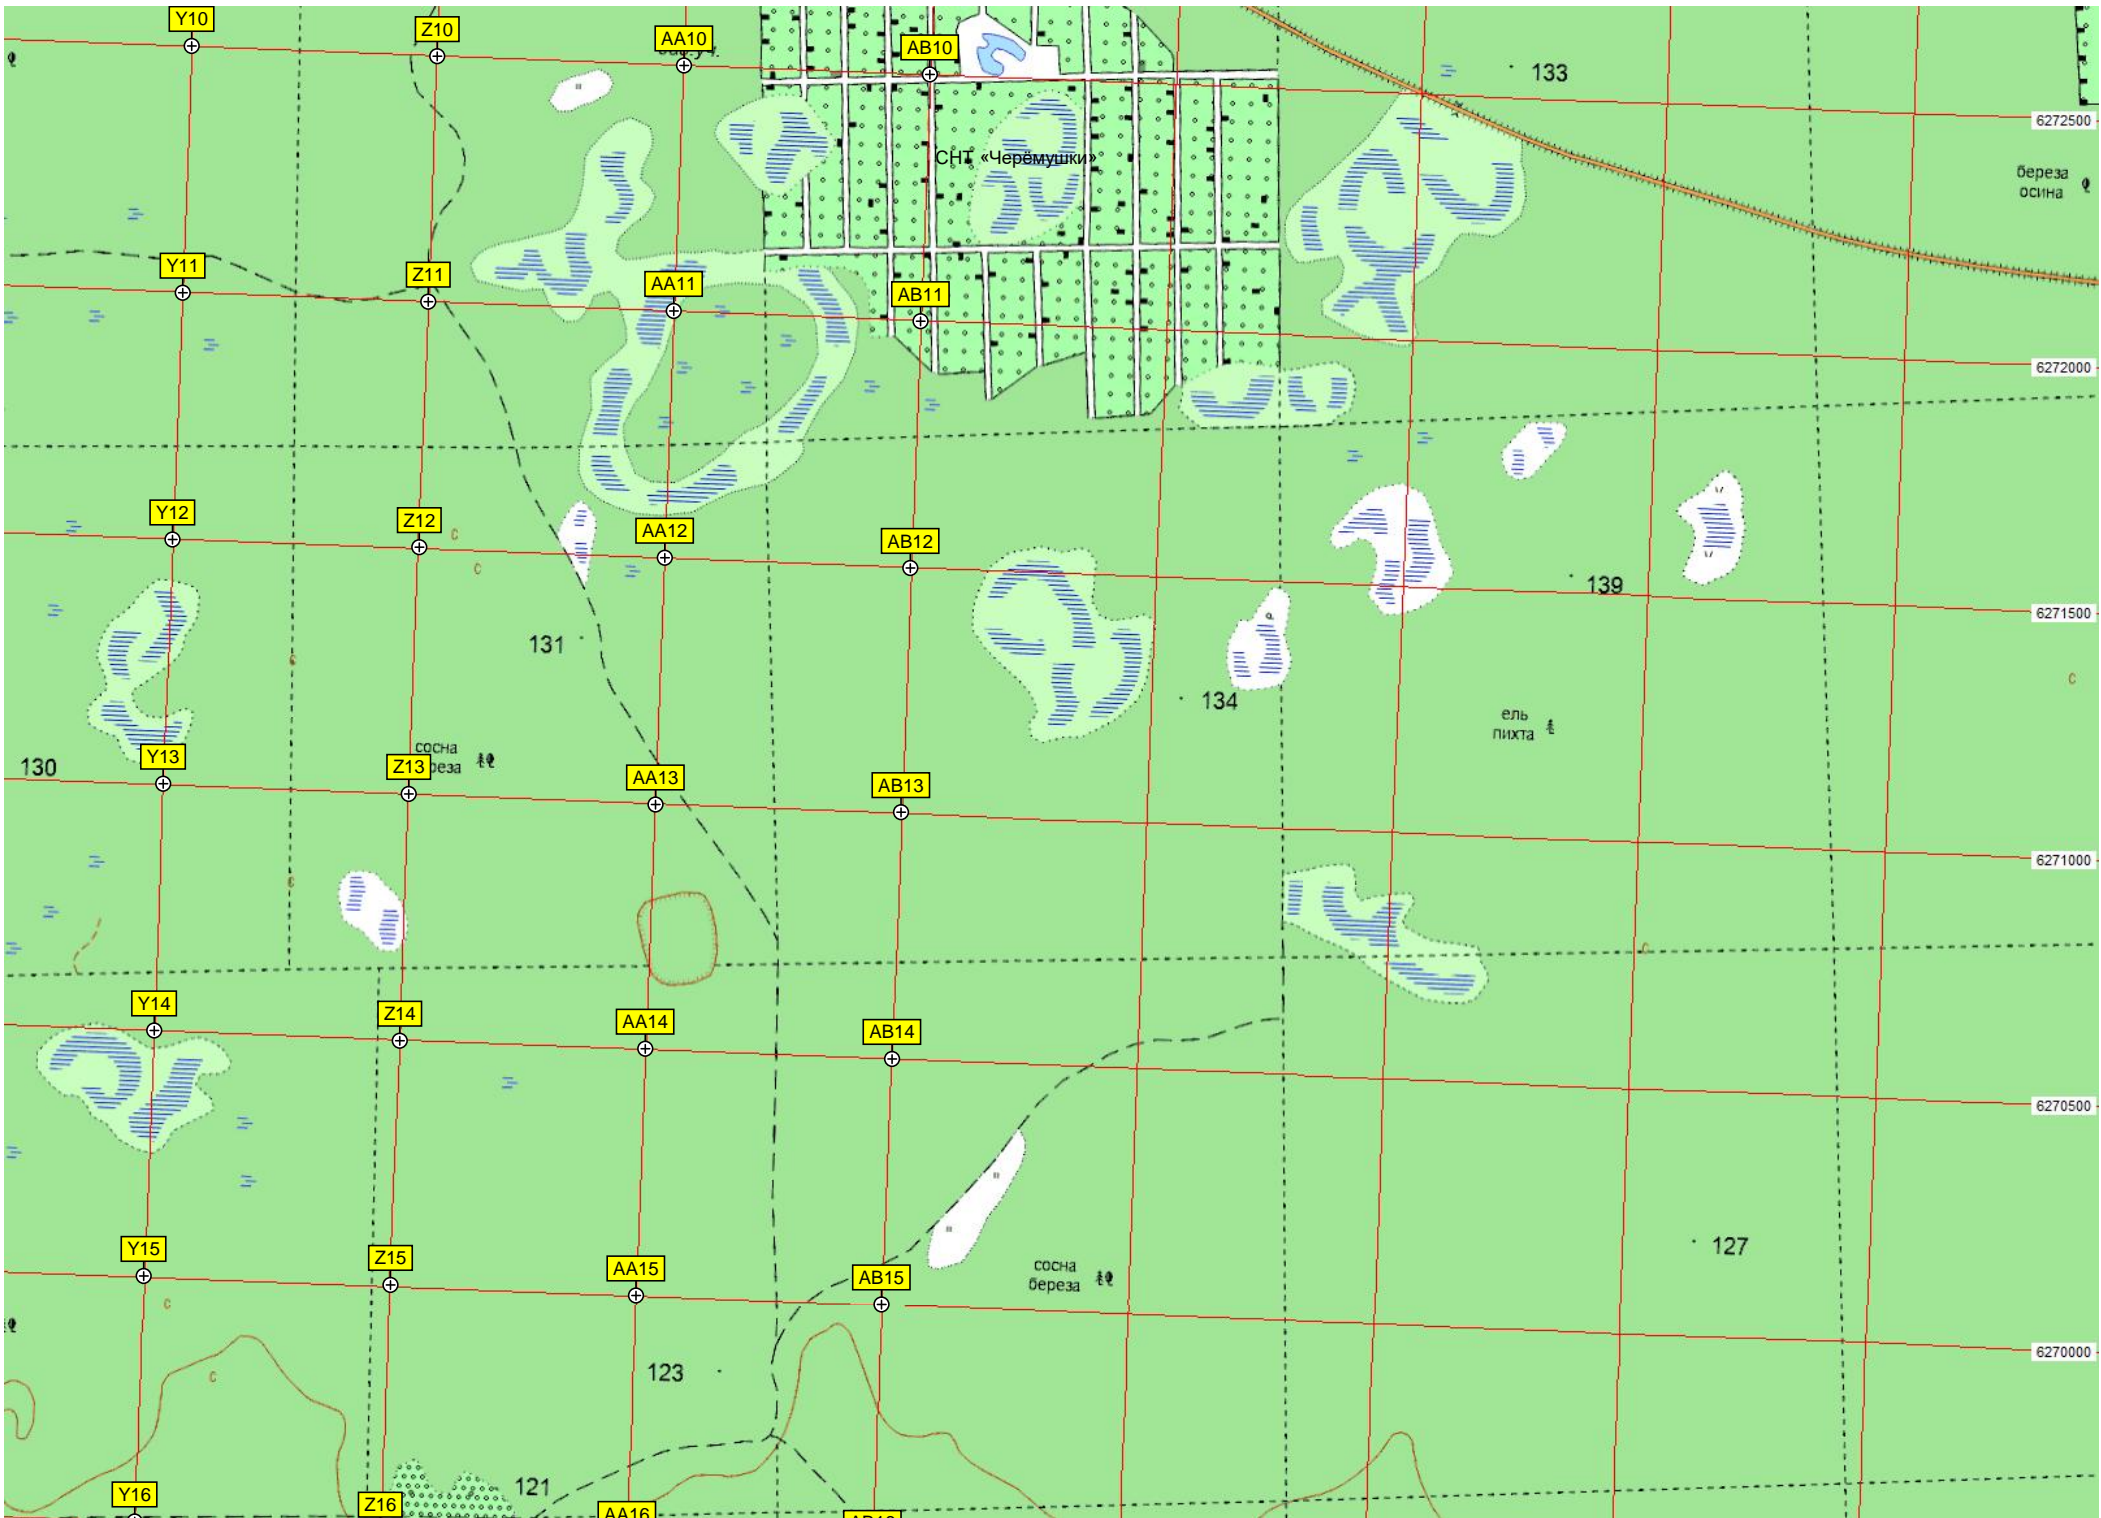 Y10
Z10
AA10
уч.
AB10
133
6272500
СНТ «Черёмушки»
береза
осина
Y11
Z11
AA11
AB11
6272000
Y12
Z12
с
AA12
AB12
с
139
6271500
131
с
134
с
ель
пихта
сосна
береза
130
Y13
Z13
AA13
AB13
6271000
с
с
Y14
Z14
AA14
AB14
6270500
Y15
Z15
AA15
AB15
сосна
береза
127
с
6270000
123
с
121
Y16
Z16
AA16